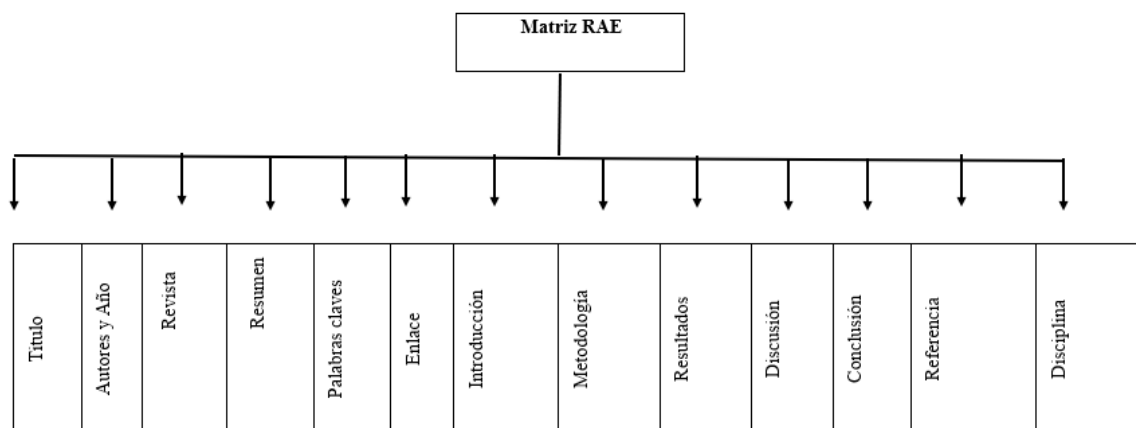 Matriz RAE
Titulo
Autores y Año
Revista
Resumen
Palabras claves
Enlace
Introducción
Metodología
Resultados
Discusión
Conclusión
Referencia
Disciplina